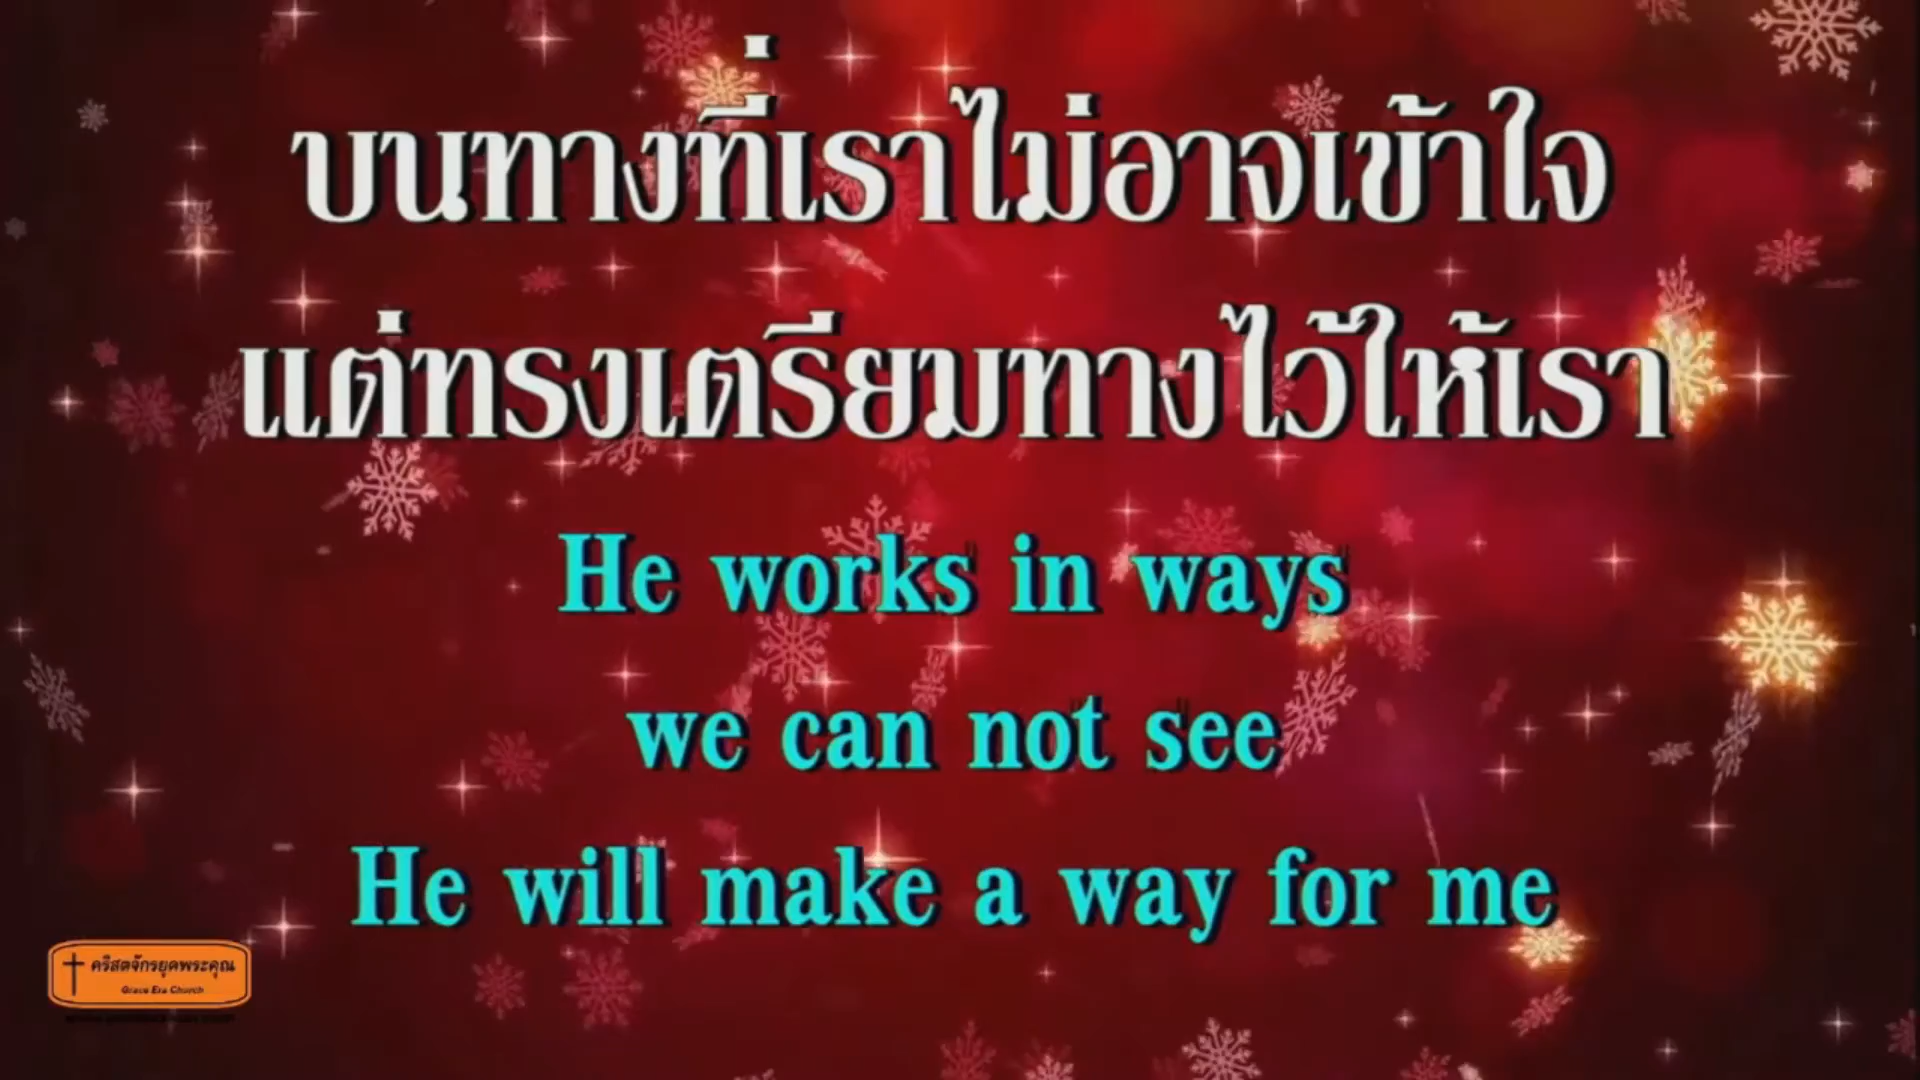 บนทางที่เราไม่อาจเข้าใจ
แต่ทรงเตรียมทางไว้ให้เรา
He works in ways
we can not see
He will make a way for me
คริสตจักรยุคพระคุณ
Grace Era Church